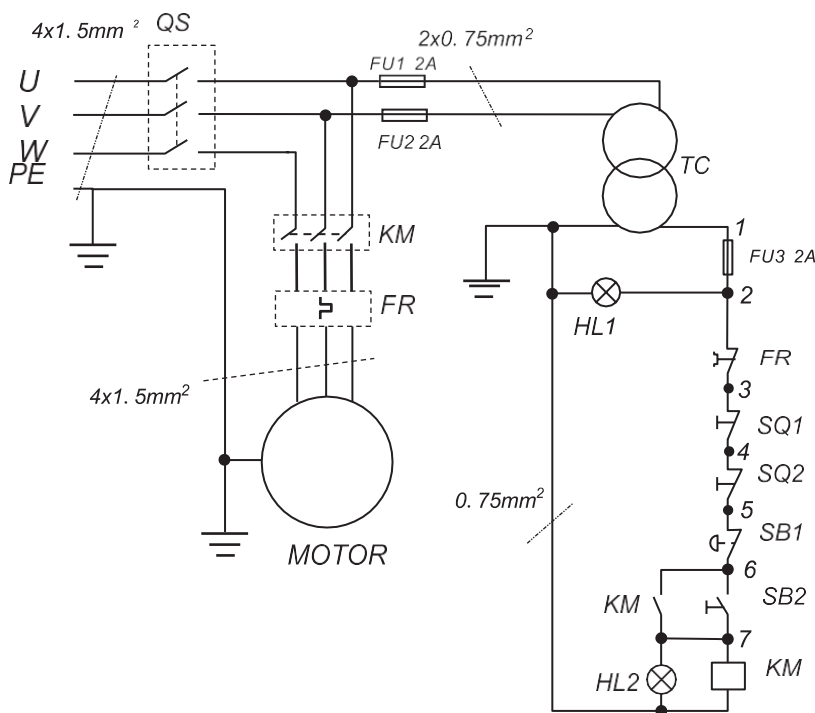 4x1.5mm²
QS
2x0.75mm²
FU1 2A
U
V
FU2 2A
W
PE
TC
KM
1
FU3 2A
2
HL1
FR
FR
3
4x1.5mm²
SQ1
4
SQ2
0.75mm²
5
SB1
MOTOR
6
KM
SB2
7
HL2
KM